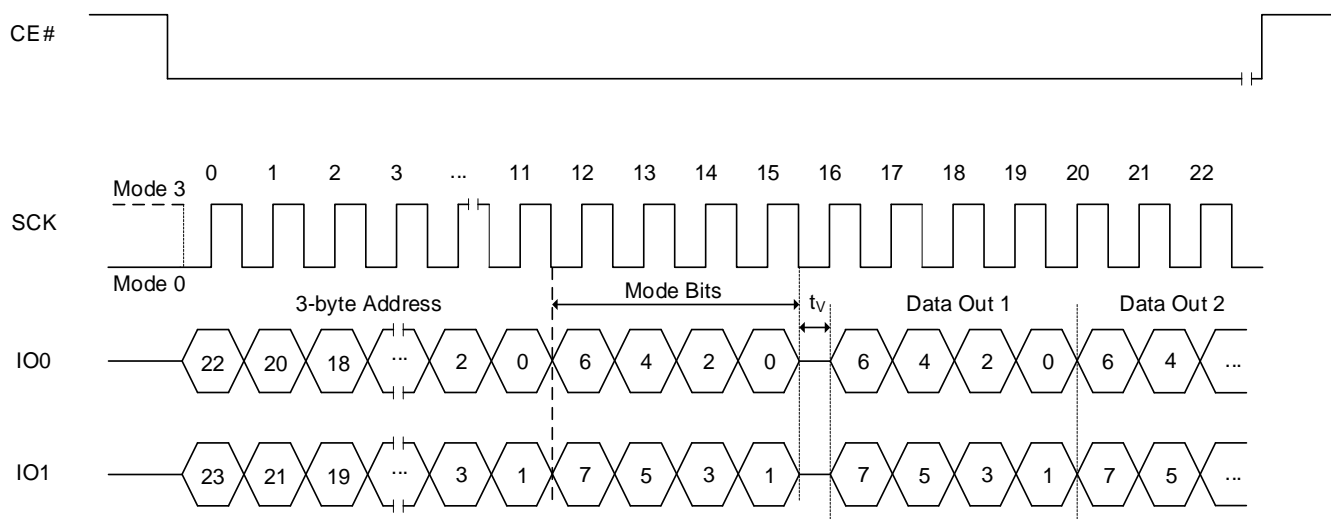 CE#
0 1 2 3 ... 11 12 13 14 15 16 17 18 19 20 21 22
Mode 3
SCK
Mode 0
3-byte Address Mode Bits tV Data Out 1 Data Out 2
IO0 22 20 18 ... 2 0 6 4 2 0 6 4 2 0 6 4 ...
IO1 23 21 19 ... 3 1 7 5 3 1 7 5 3 1 7 5 ...